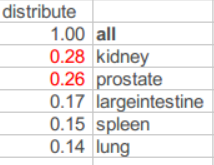 distribute
1.00 all
0.28 kidney
0.26 prostate
0.17 largeintestine
0.15 spleen
0.14 lung